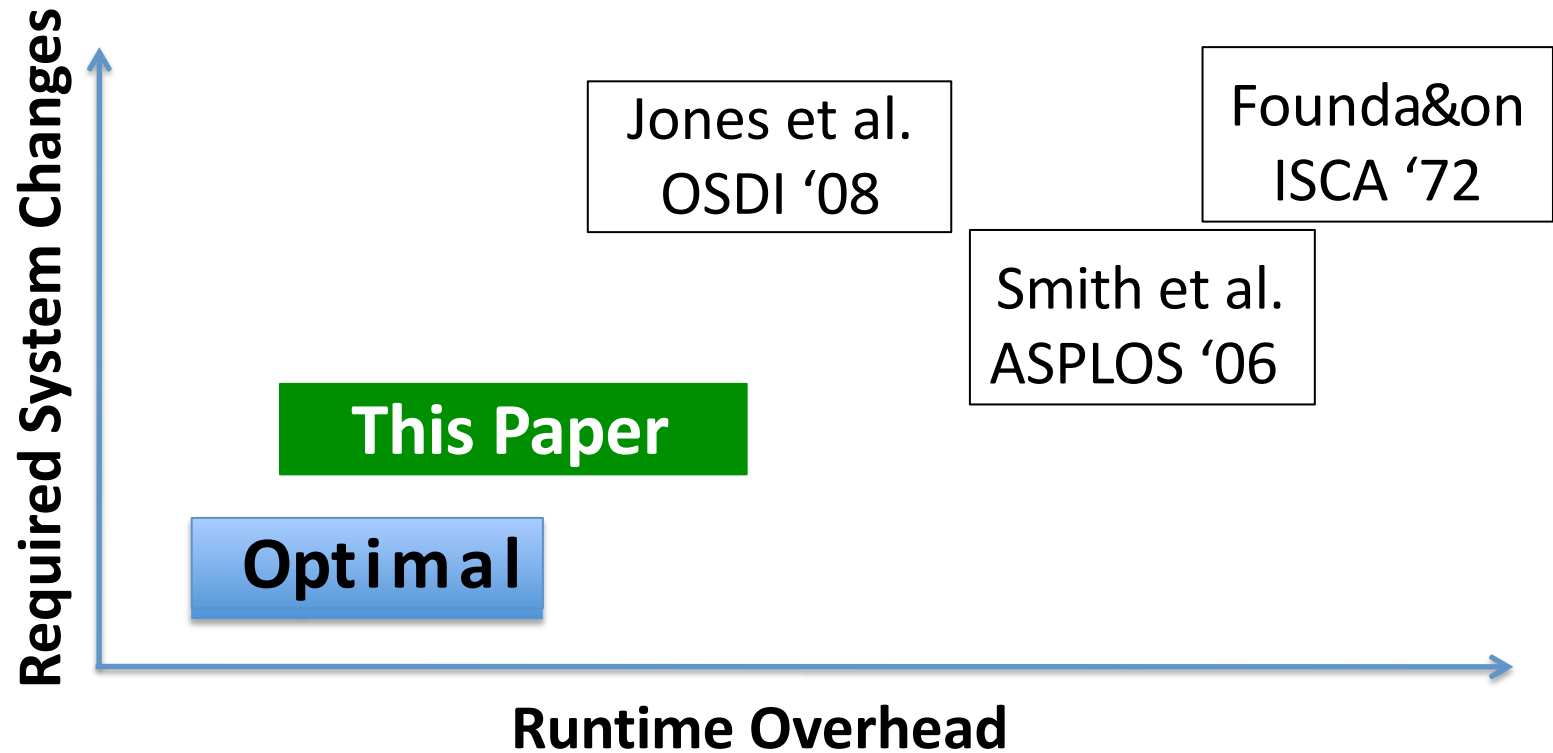 Required System Changes
Jones et al.
OSDI ‘08
Founda&on
ISCA ‘72
Smith et al.
ASPLOS ‘06
This Paper
Optimal
Runtime Overhead